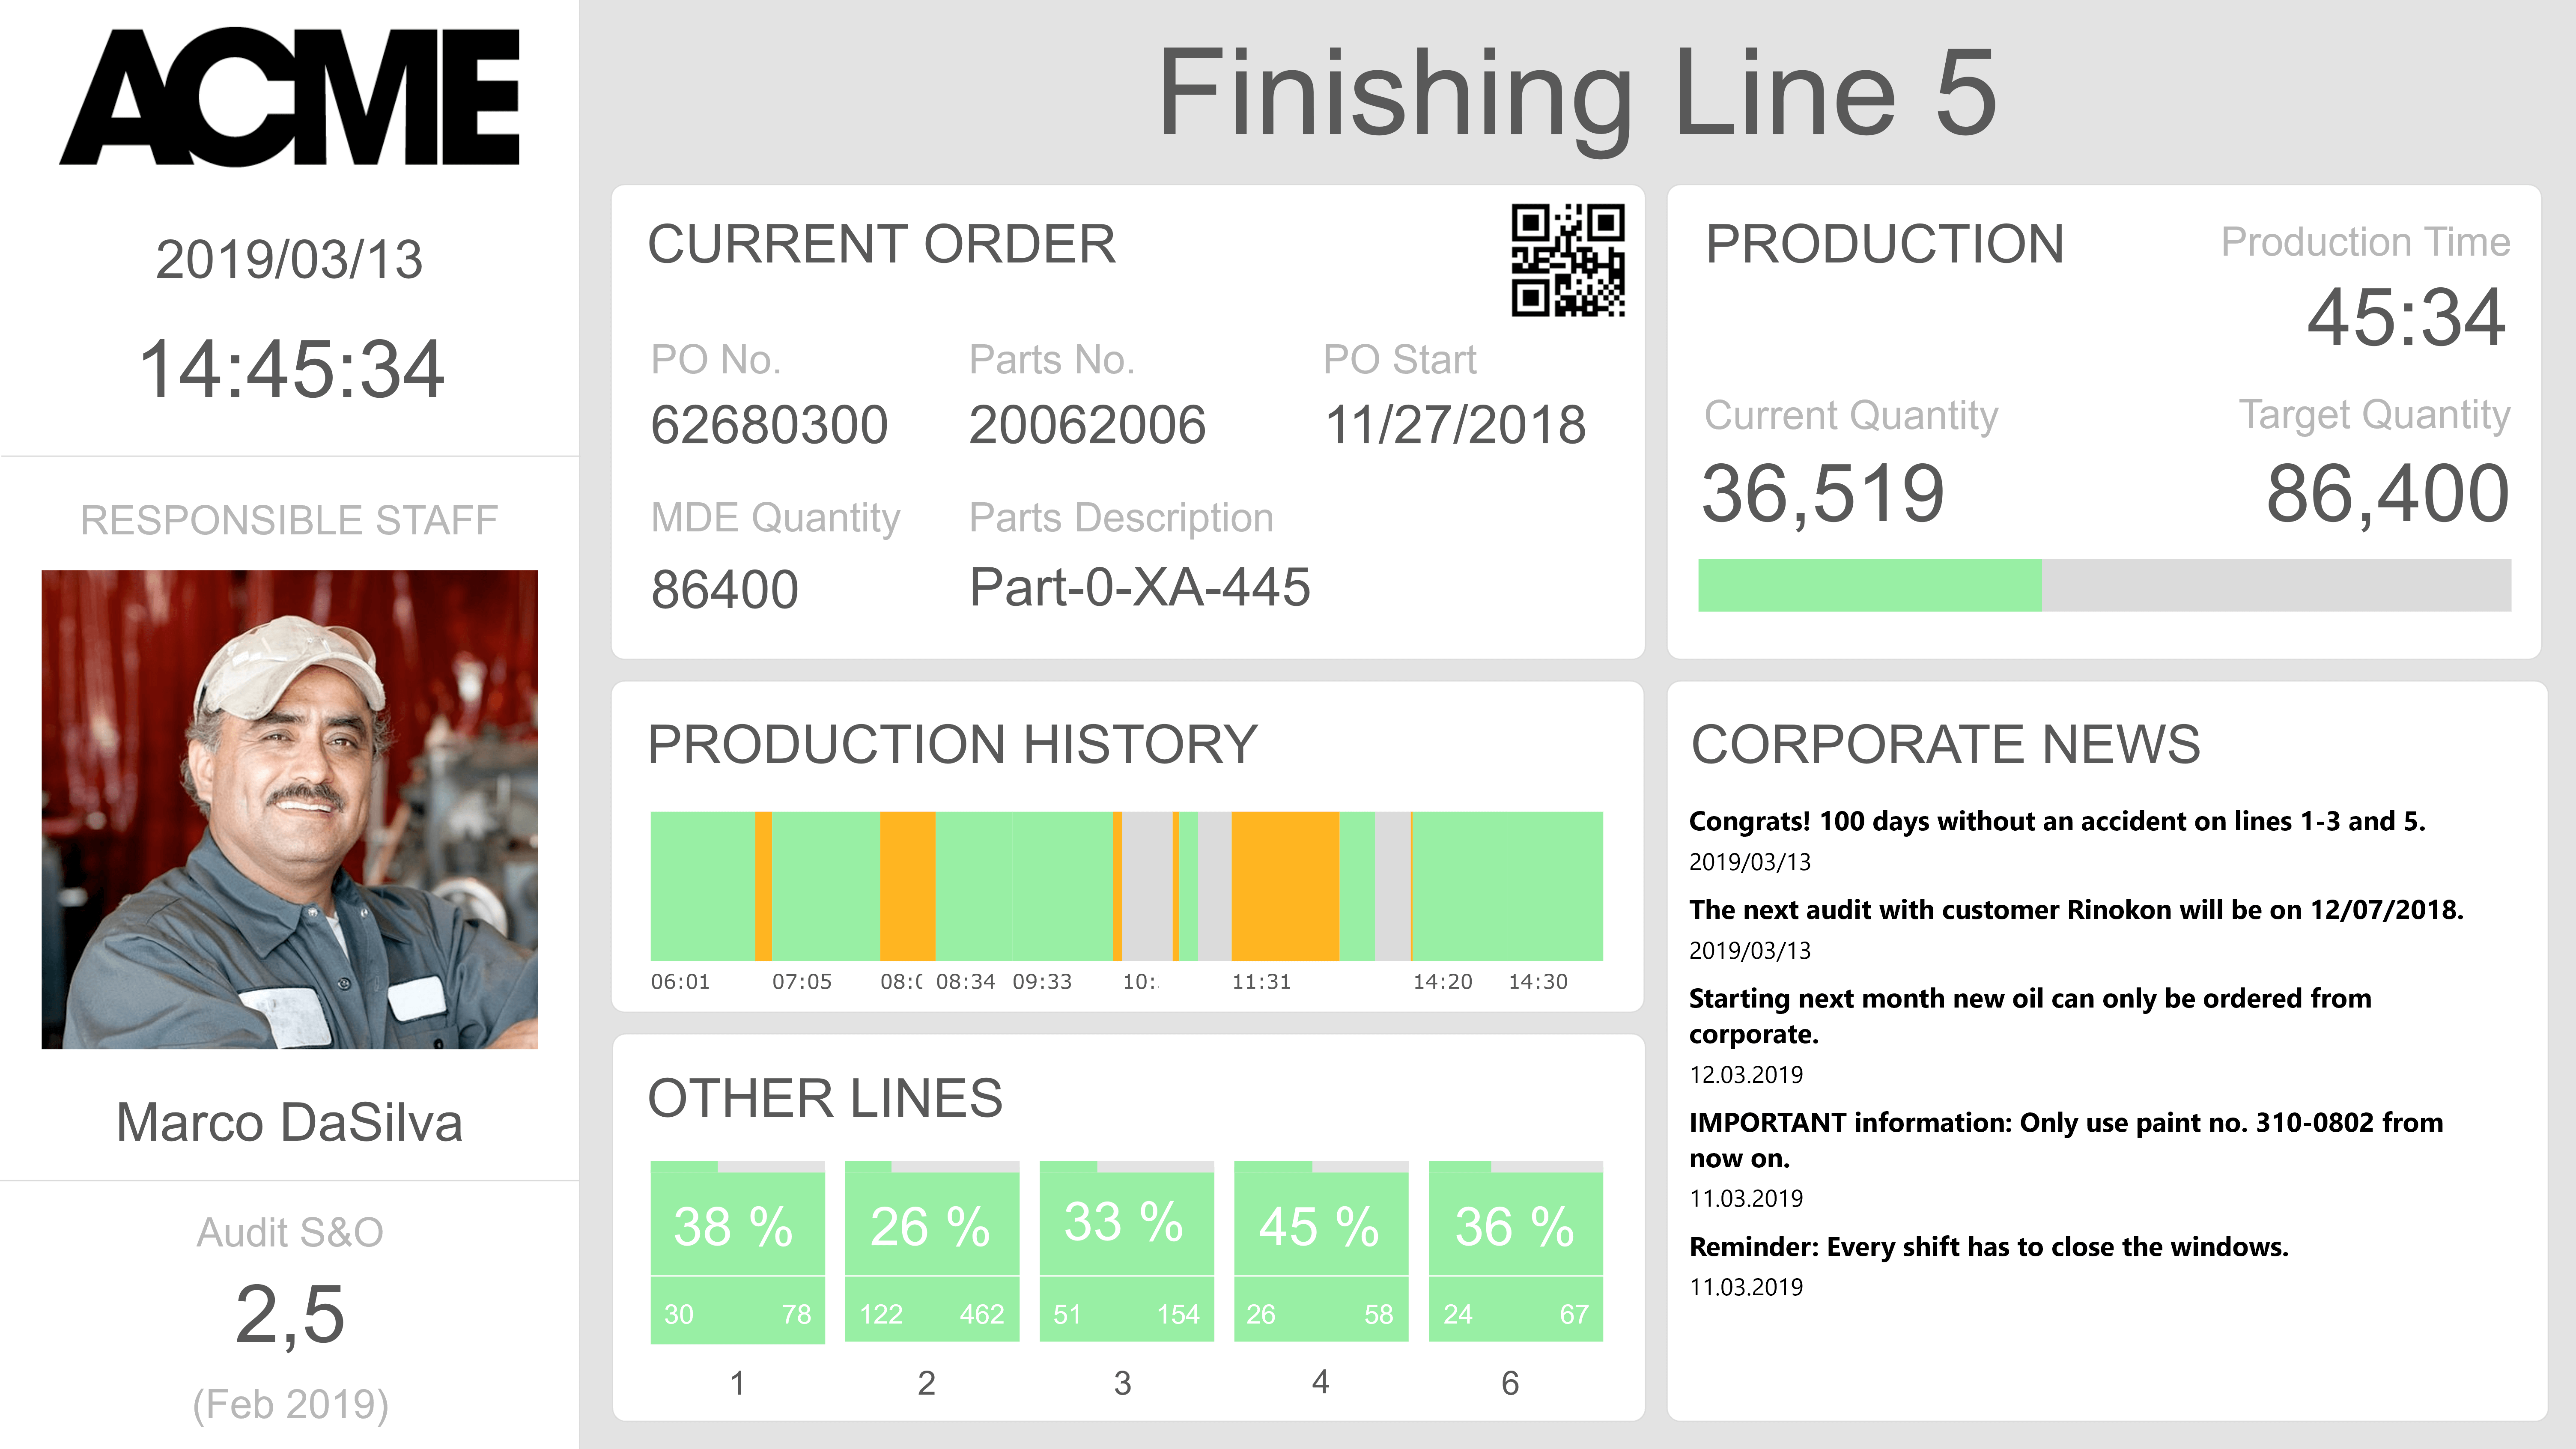 ACME
2019/03/13
14:45:34
RESPONSIBLE STAFF
Marco DaSilva
Audit S&O
2,5
(Feb 2019)
Finishing Line 5
CURRENT ORDER
PO No. Parts No. PO Start
62680300 20062006 11/27/2018
MDE Quantity Parts Description
86400 Part-0-XA-445
PRODUCTION
Production Time
45:34
Current Quantity Target Quantity
36,519 86,400
PRODUCTION HISTORY
06:01 07:05 08:0 08:34 09:33 10: 11:31 14:20 14:30
OTHER LINES
38 % 26 % 33 % 45 % 36 %
30 78 122 462 51 154 26 58 24 67
1 2 3 4 6
CORPORATE NEWS
Congrats! 100 days without an accident on lines 1-3 and 5.
2019/03/13
The next audit with customer Rinokon will be on 12/07/2018.
2019/03/13
Starting next month new oil can only be ordered from
corporate.
12.03.2019
IMPORTANT information: Only use paint no. 310-0802 from
now on.
11.03.2019
Reminder: Every shift has to close the windows.
11.03.2019